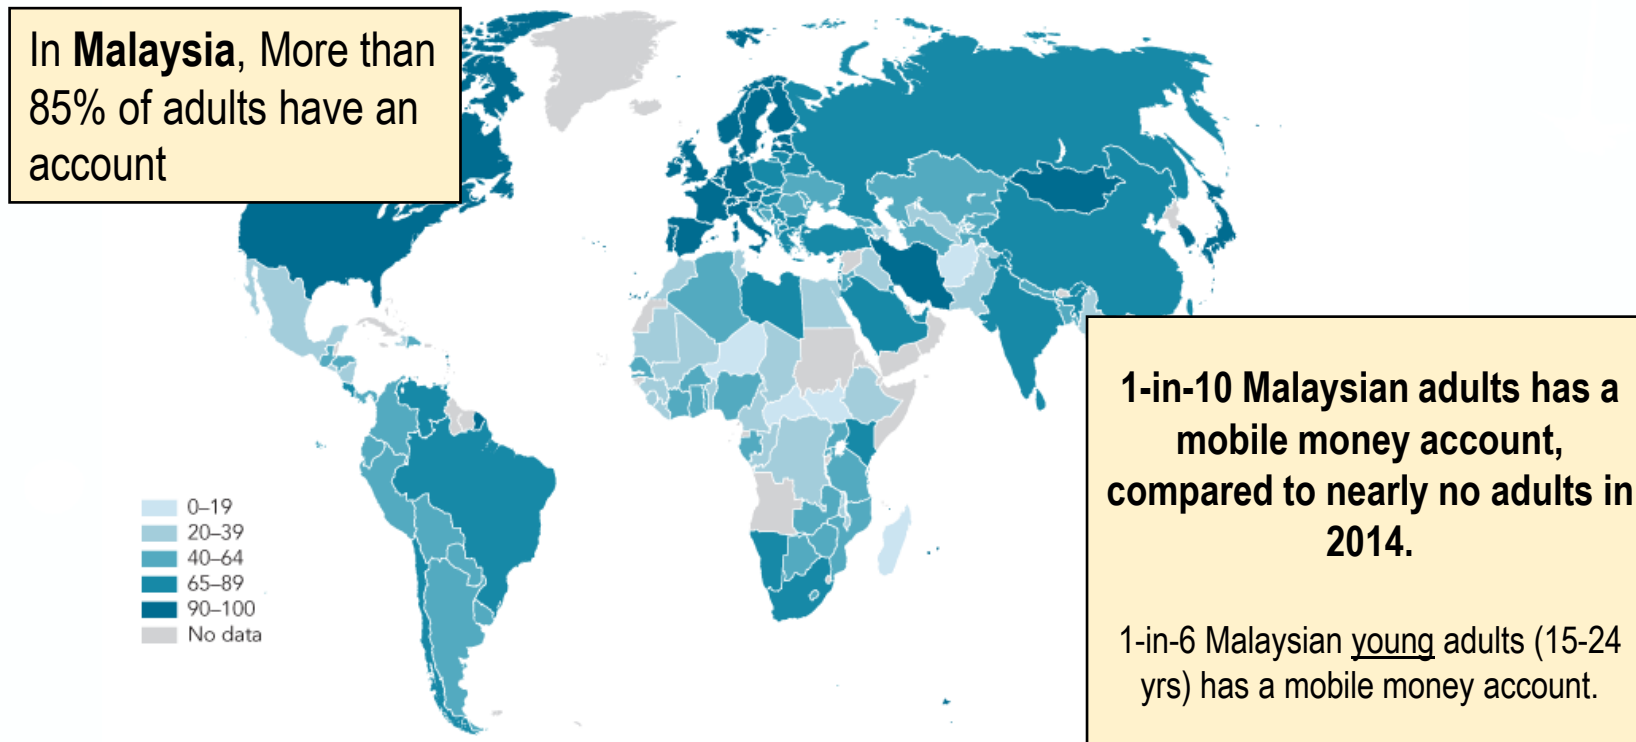 In Malaysia, More than
85% of adults have an
account
0–19
20–39
40–64
65–89
90–100
No data
1-in-10 Malaysian adults has a
mobile money account,
compared to nearly no adults in
2014.
1-in-6 Malaysian young adults (15-24
yrs) has a mobile money account.